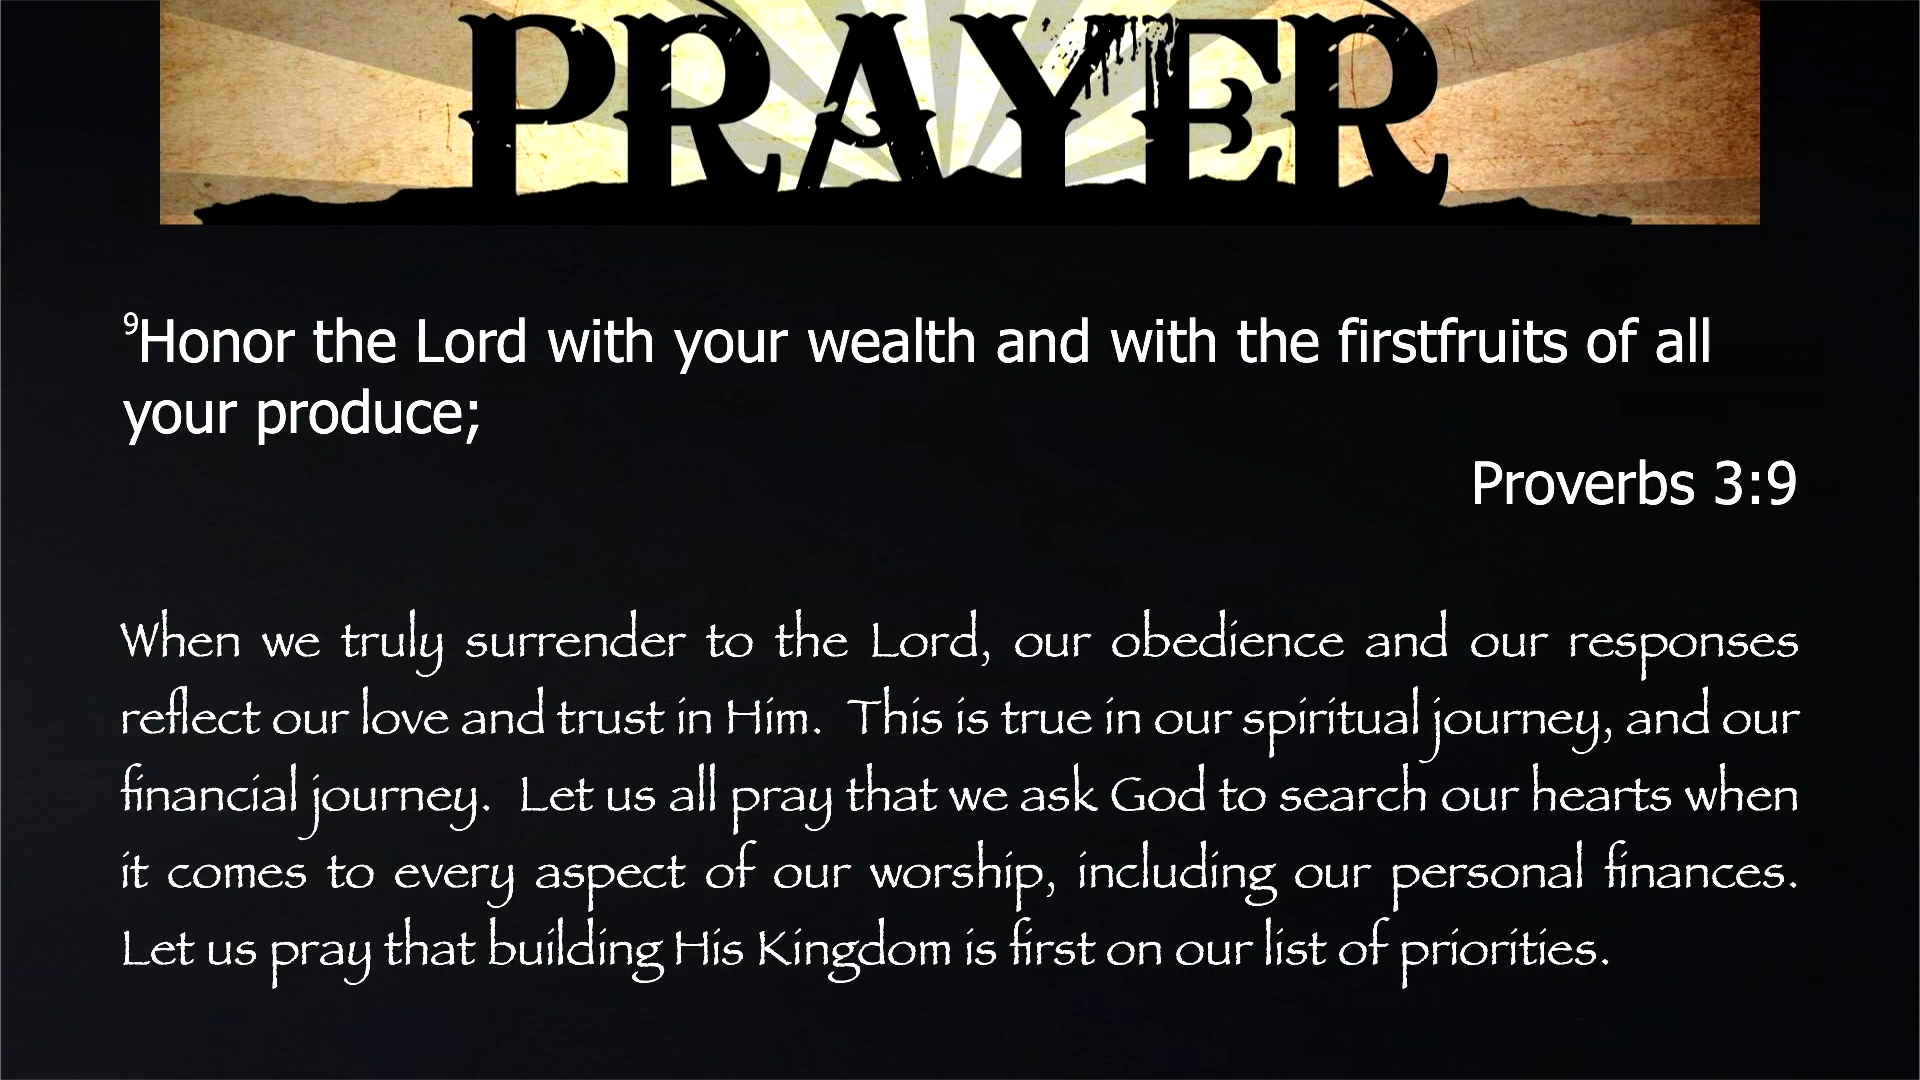 PRAYER
⁹Honor the Lord with your wealth and with the firstfruits of all
your produce;
Proverbs 3:9
When we truly surrender to the Lord, our obedience and our responses
reflect our love and trust in Him.  This is true in our spiritual journey, and our
financial journey.  Let us all pray that we ask God to search our hearts when
it comes to every aspect of our worship, including our personal finances.
Let us pray that building His Kingdom is first on our list of priorities.